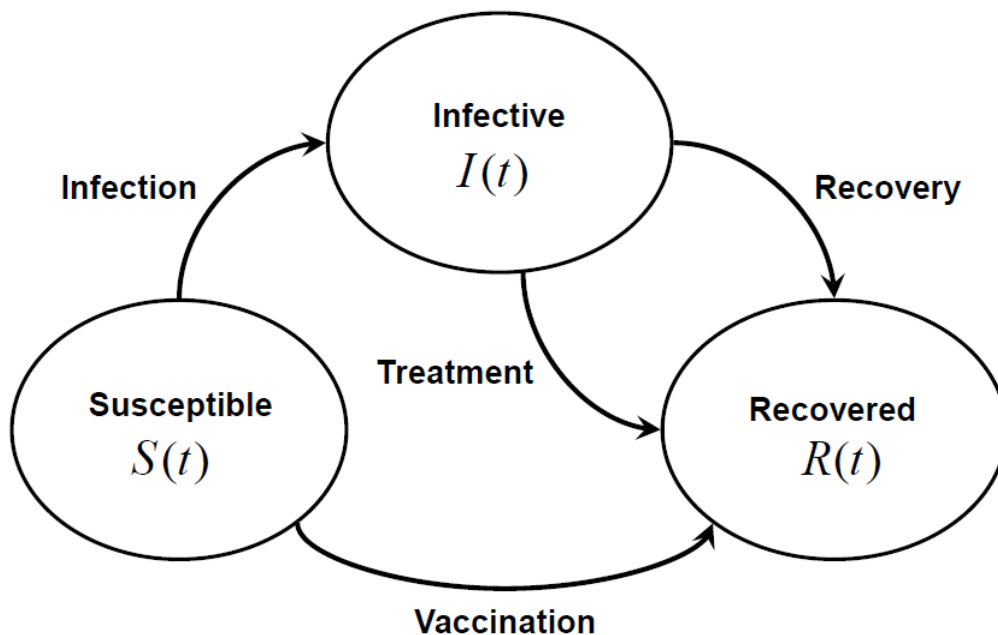 Infective
I(t)
Infection
Recovery
Treatment
Susceptible
S(t)
Recovered
R(t)
Vaccination